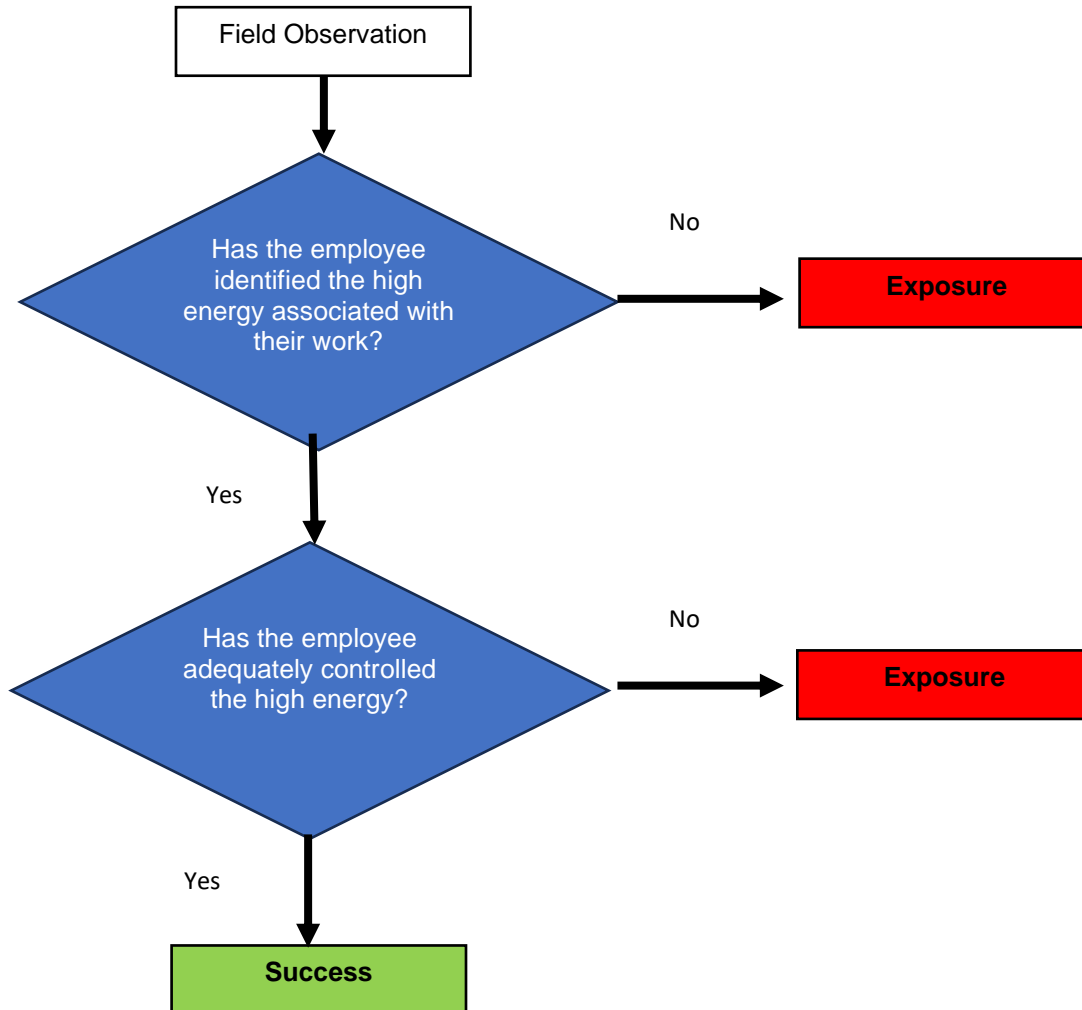 Field Observation
Has the employee
identified the high
energy associated with
their work?
No
Exposure
Yes
Has the employee
adequately controlled
the high energy?
No
Exposure
Yes
Success